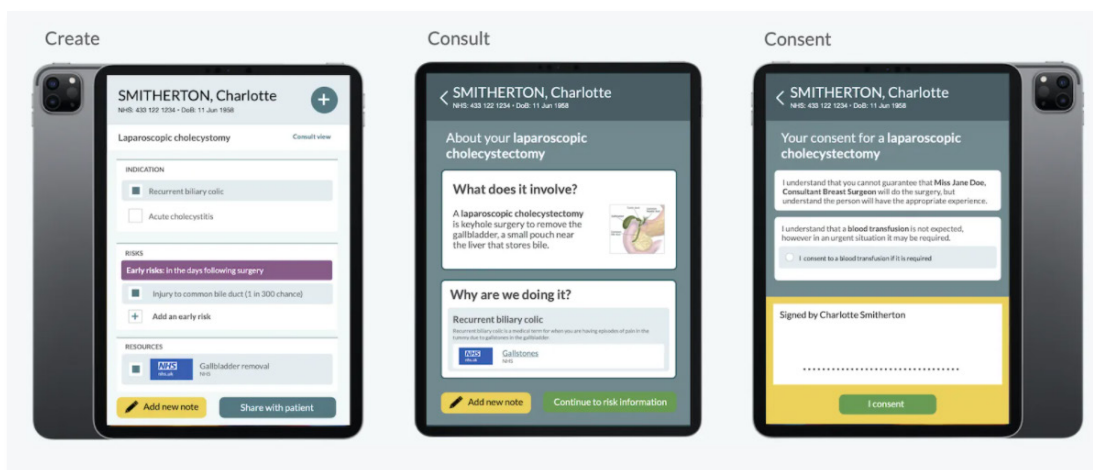 Create
SMITHERTON, Charlotte
NHS: 433 122 1234 • DoB: 11 Jun 1958
+
Laparoscopic cholecystomy
Consult view
INDICATION
Recurrent biliary colic
Acute cholecystitis
RISKS
Early risks: in the days following surgery
Injury to common bile duct (1 in 300 chance)
+ Add an early risk
RESOURCES
NHS
Gallbladder removal
NHS
Add new note
Share with patient
Consult
SMITHERTON, Charlotte
NHS: 433 122 1234 • DoB: 11 Jun 1958
About your laparoscopic
cholecystectomy
What does it involve?
A laparoscopic cholecystectomy
is keyhole surgery to remove the
gallbladder, a small pouch near
the liver that stores bile.
Why are we doing it?
Recurrent biliary colic
Recurrent biliary colic is a medical term for when you are having episodes of pain in the
tummy due to gallstones in the gallbladder
NHS
Gallstones
NHS
Add new note
Continue to risk information
Consent
SMITHERTON, Charlotte
NHS: 433 122 1234 • DoB: 11 Jun 1958
Your consent for a laparoscopic
cholecystectomy
I understand that you cannot guarantee that Miss Jane Doe,
Consultant Breast Surgeon will do the surgery, but
understand the person will have the appropriate experience.
I understand that a blood transfusion is not expected,
however in an urgent situation it may be required.
I consent to a blood transfusion if it is required
Signed by Charlotte Smitherton
I consent